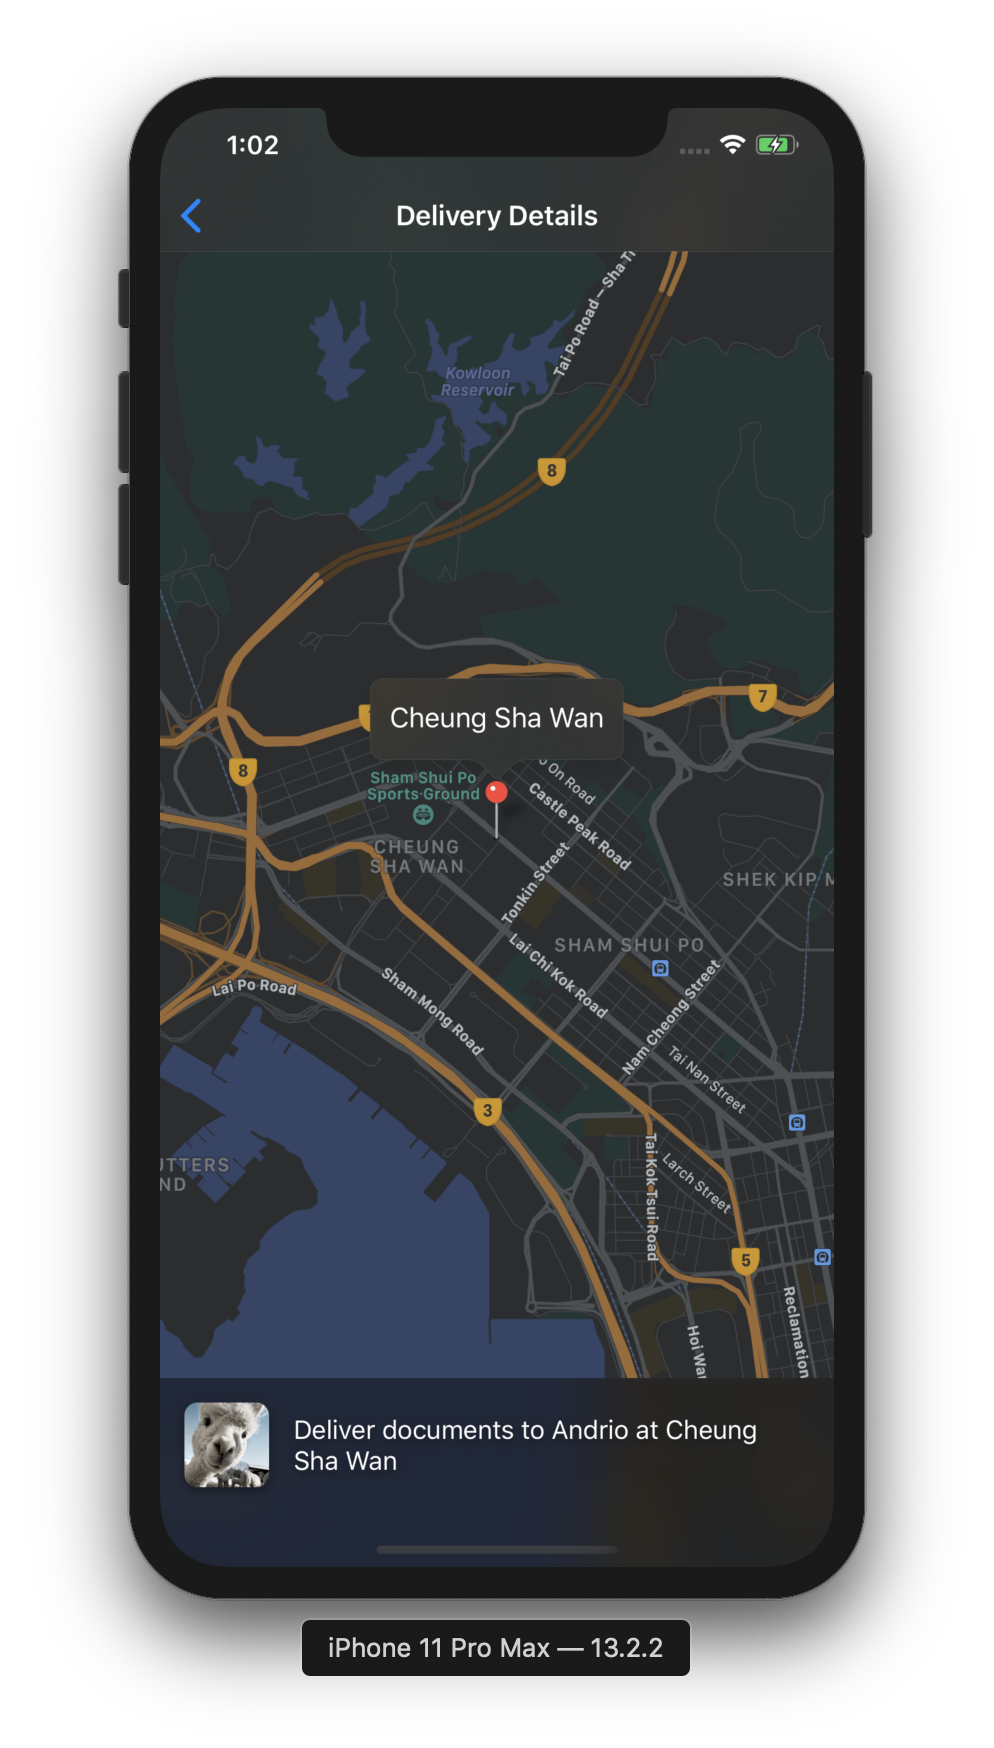 1:02
Delivery Details
Tai Po Road – Sha T
Kowloon
Reservoir
8
7
Cheung Sha Wan
8
Sham Shui Po
Sports Ground
On Road
Castle Peak Road
CHEUNG
SHA WAN
Tonkin Street
SHEK KIP M
SHAM SHUI PO
Lai Chi Kok Road
Lai Po Road
Sham Mong Road
Nam Cheong Street
Tai Nan Street
3
Tai Kok Tsui Road
Larch Street
UTTERS
ND
5
Reclamation
Hoi Wa
Deliver documents to Andrio at Cheung
Sha Wan
iPhone 11 Pro Max — 13.2.2